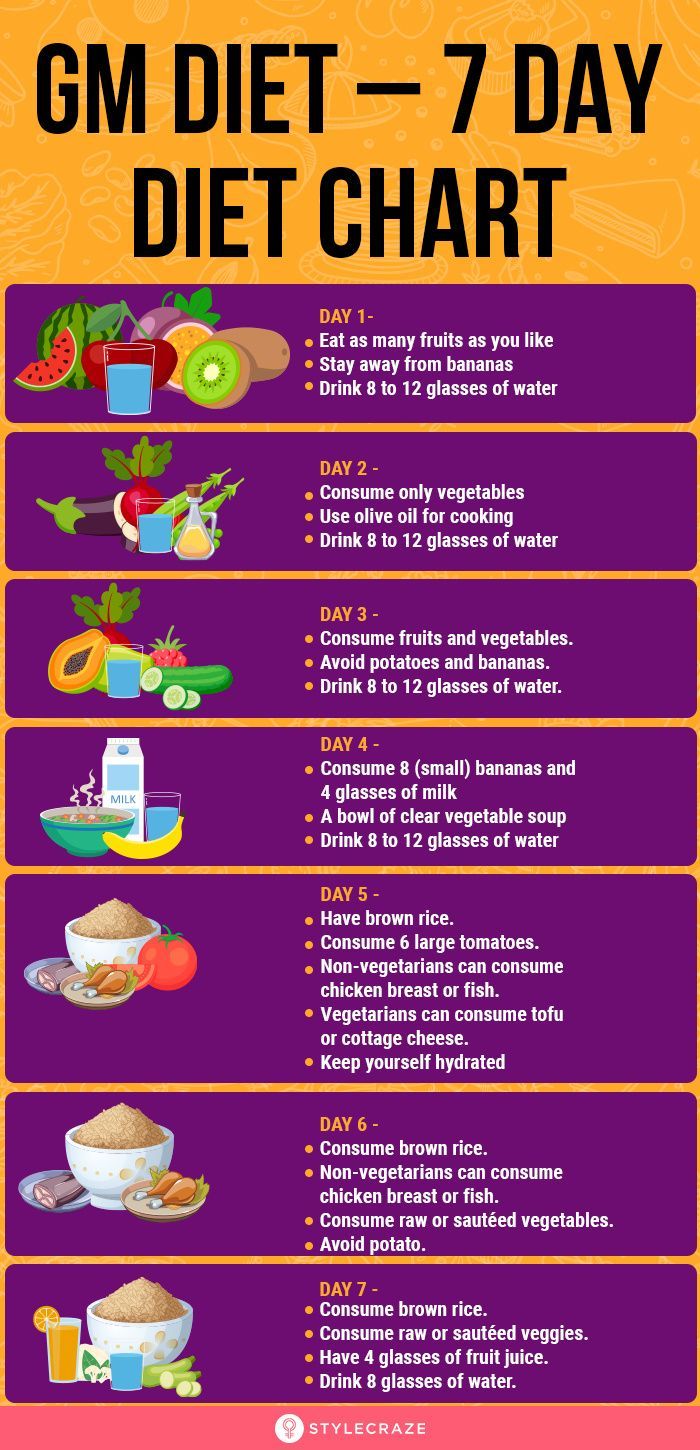 GM DIET – 7 DAY
DIET CHART
DAY 1-
Eat as many fruits as you like
Stay away from bananas
Drink 8 to 12 glasses of water
DAY 2 -
Consume only vegetables
Use olive oil for cooking
Drink 8 to 12 glasses of water
DAY 3 -
Consume fruits and vegetables.
Avoid potatoes and bananas.
Drink 8 to 12 glasses of water.
MILK
DAY 4 -
Consume 8 (small) bananas and
4 glasses of milk
A bowl of clear vegetable soup
Drink 8 to 12 glasses of water
DAY 5 -
Have brown rice.
Consume 6 large tomatoes.
Non-vegetarians can consume
chicken breast or fish.
Vegetarians can consume tofu
or cottage cheese.
Keep yourself hydrated
DAY 6 -
Consume brown rice.
Non-vegetarians can consume
chicken breast or fish.
Consume raw or sautéed vegetables.
Avoid potato.
DAY 7 -
Consume brown rice.
Consume raw or sautéed veggies.
Have 4 glasses of fruit juice.
Drink 8 glasses of water.
STYLECRAZE